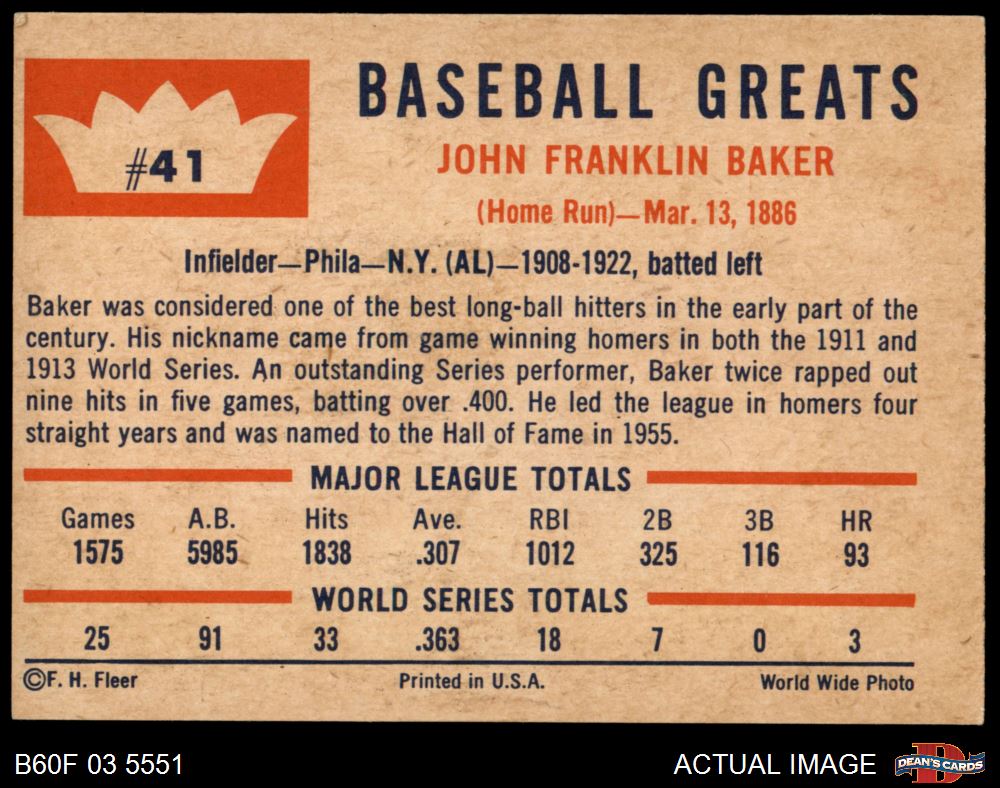 #41
BASEBALL GREATS
JOHN FRANKLIN BAKER
(Home Run)—Mar. 13, 1886
Infielder—Phila—N.Y. (AL)—1908-1922, batted left
Baker was considered one of the best long-ball hitters in the early part of the
century. His nickname came from game winning homers in both the 1911 and
1913 World Series. An outstanding Series performer, Baker twice rapped out
nine hits in five games, batting over .400. He led the league in homers four
straight years and was named to the Hall of Fame in 1955.
MAJOR LEAGUE TOTALS
Games A.B. Hits Ave. RBI 2B 3B HR
1575 5985 1838 .307 1012 325 116 93
WORLD SERIES TOTALS
25 91 33 .363 18 7 0 3
©F. H. Fleer Printed in U.S.A. World Wide Photo
B60F 03 5551 ACTUAL IMAGE D DEAN'S CARDS